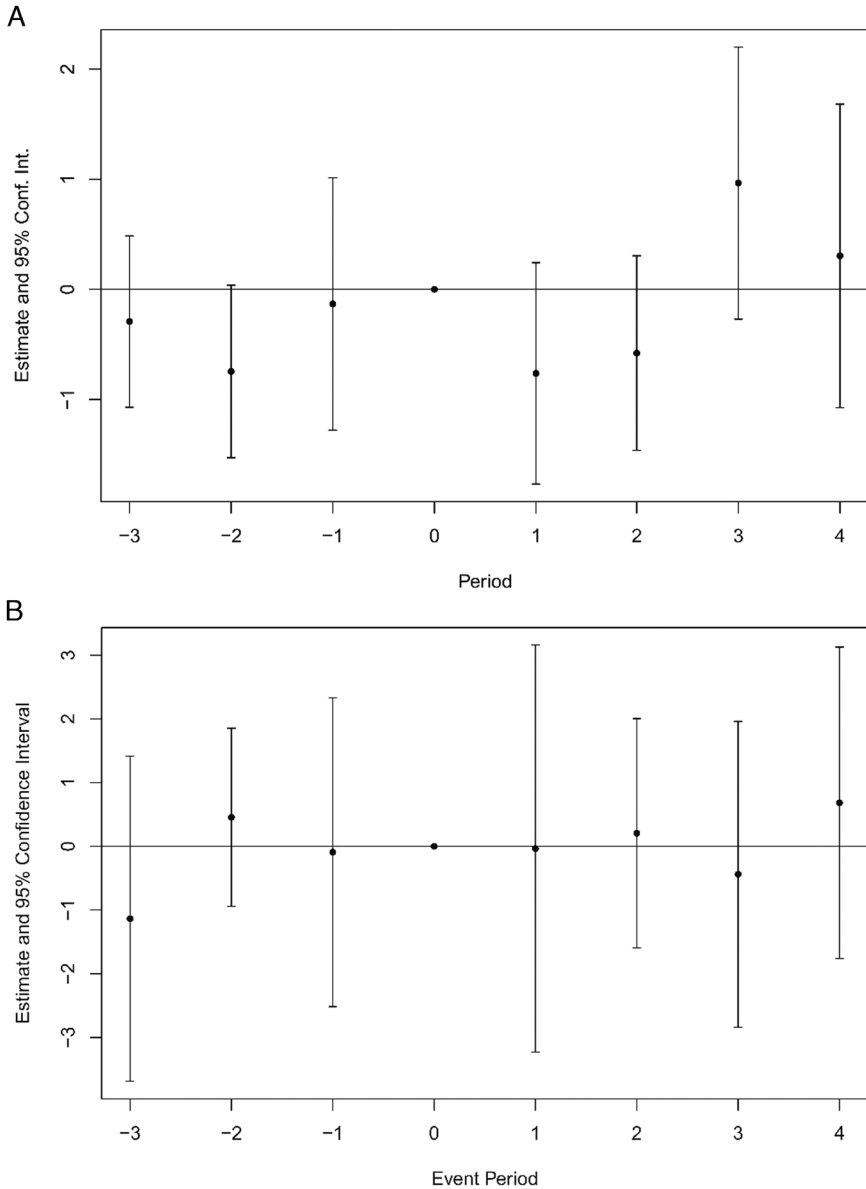 A
Estimate and 95% Conf. Int.
2
1
0
−1
−3 −2 −1 0 1 2 3 4
Period
B
Estimate and 95% Confidence Interval
3
2
1
0
−1
−2
−3
−3 −2 −1 0 1 2 3 4
Event Period